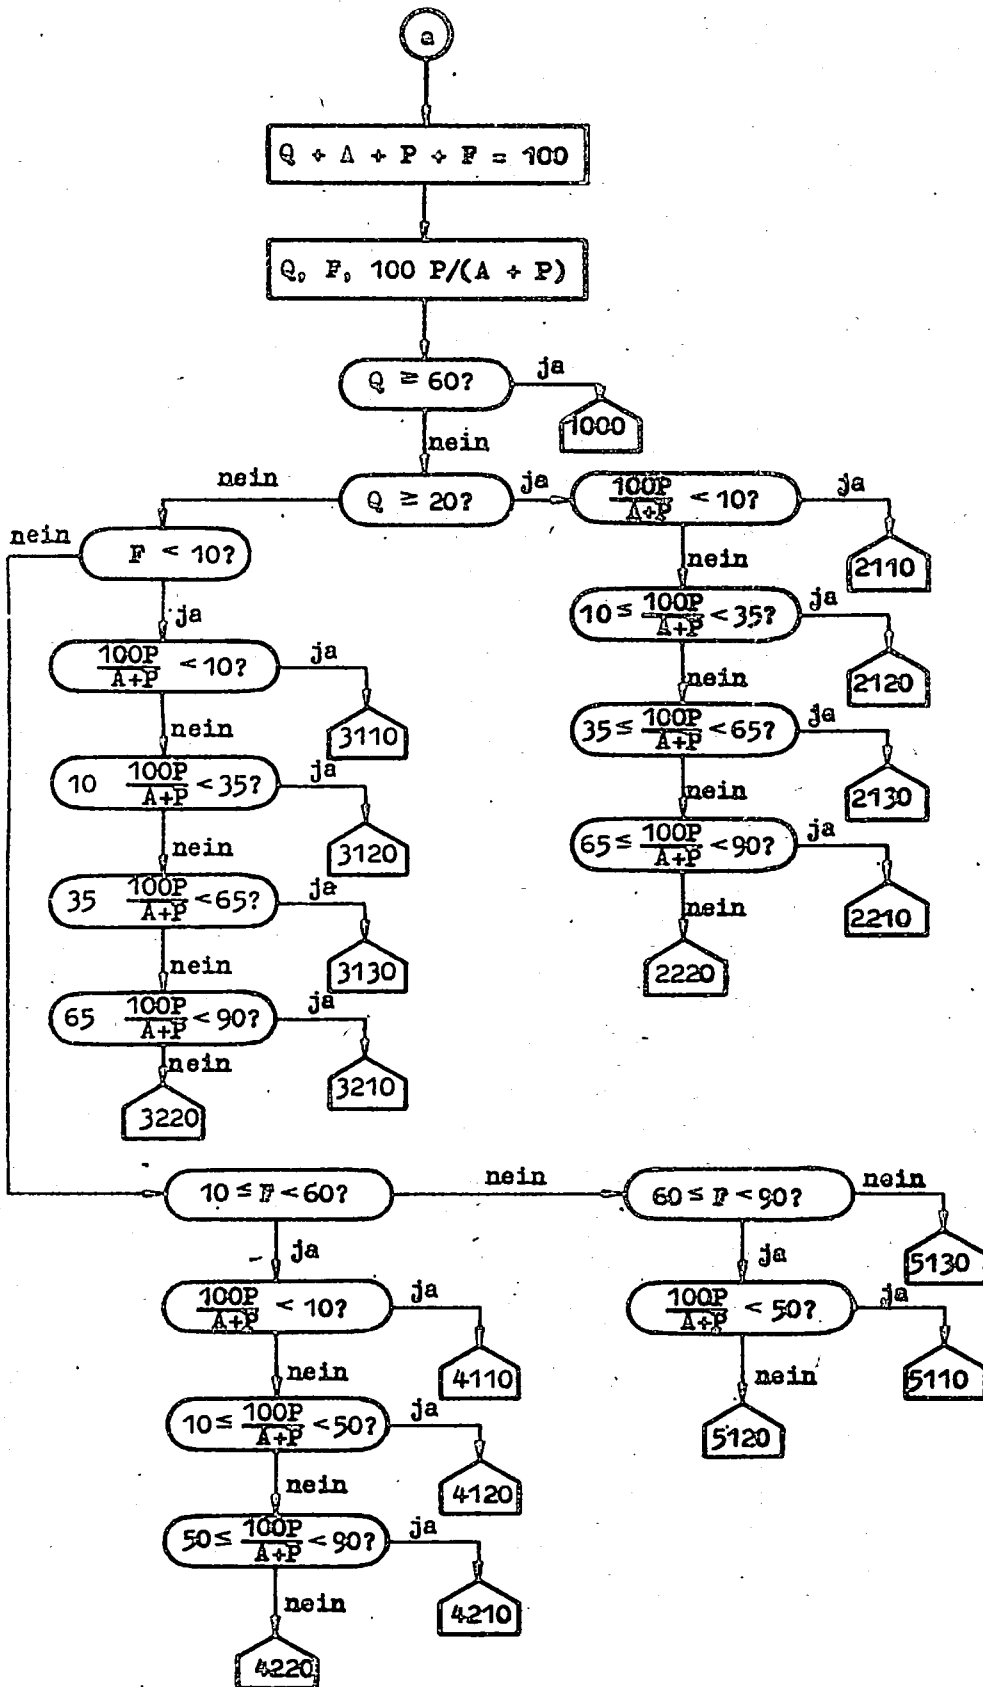 a
Q + A + P + F = 100
Q, F, 100 P/(A + P)
Q ≥ 60?
ja
1000
nein
Q ≥ 20?
nein
ja
100P/A+P < 10?
ja
2110
nein
10 ≤ 100P/A+P < 35?
ja
2120
nein
35 ≤ 100P/A+P < 65?
ja
2130
nein
65 ≤ 100P/A+P < 90?
ja
2210
nein
2220
F < 10?
nein
ja
100P/A+P < 10?
ja
3110
nein
10 100P/A+P < 35?
ja
3120
nein
35 100P/A+P < 65?
ja
3130
nein
65 100P/A+P < 90?
ja
3210
nein
3220
10 ≤ F < 60?
nein
60 ≤ F < 90?
nein
5130
ja
100P/A+P < 50?
ja
5110
nein
5120
ja
100P/A+P < 10?
ja
4110
nein
10 ≤ 100P/A+P < 50?
ja
4120
nein
50 ≤ 100P/A+P < 90?
ja
4210
nein
4220